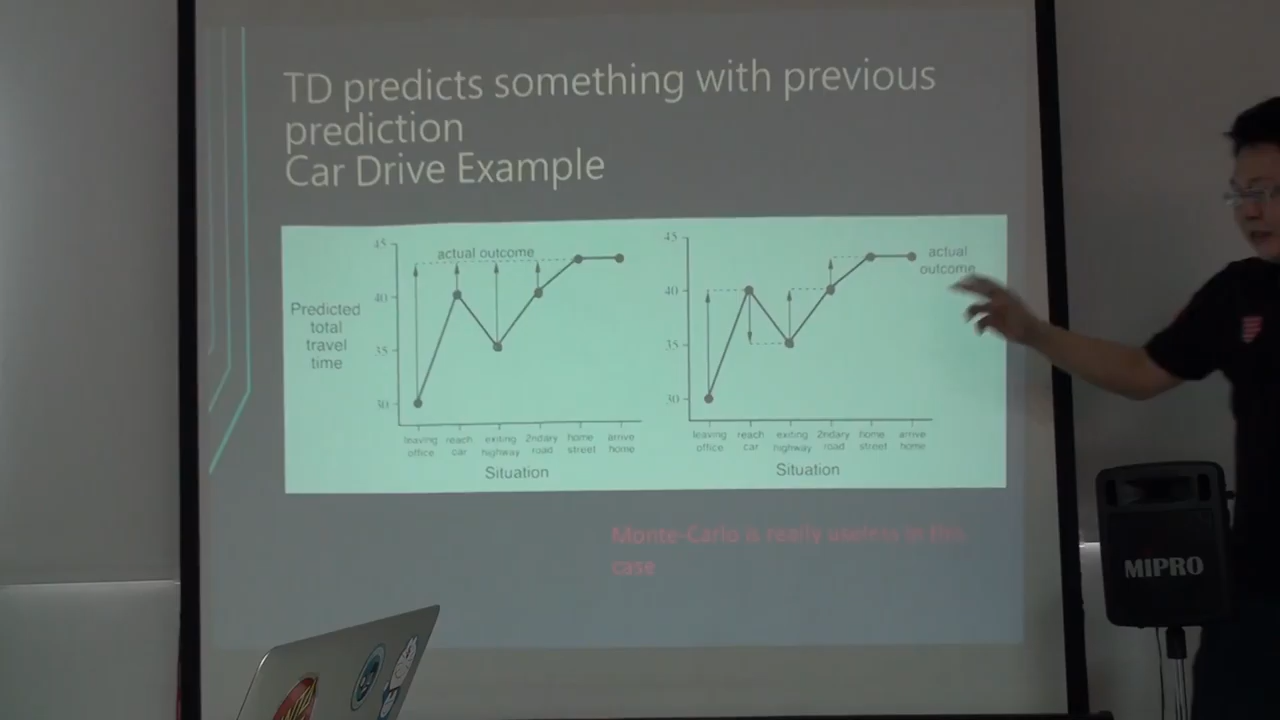 TD predicts something with previous
prediction
Car Drive Example
Predicted
total
travel
time
45
40
35
30
actual outcome
leaving
office
reach
car
exiting
highway
2ndary
road
home
street
arrive
home
Situation
45
40
35
30
actual
outcome
leaving
office
reach
car
exiting
highway
2ndary
road
home
street
arrive
home
Situation
Monte-Carlo is really useless in this
case
MIPRO